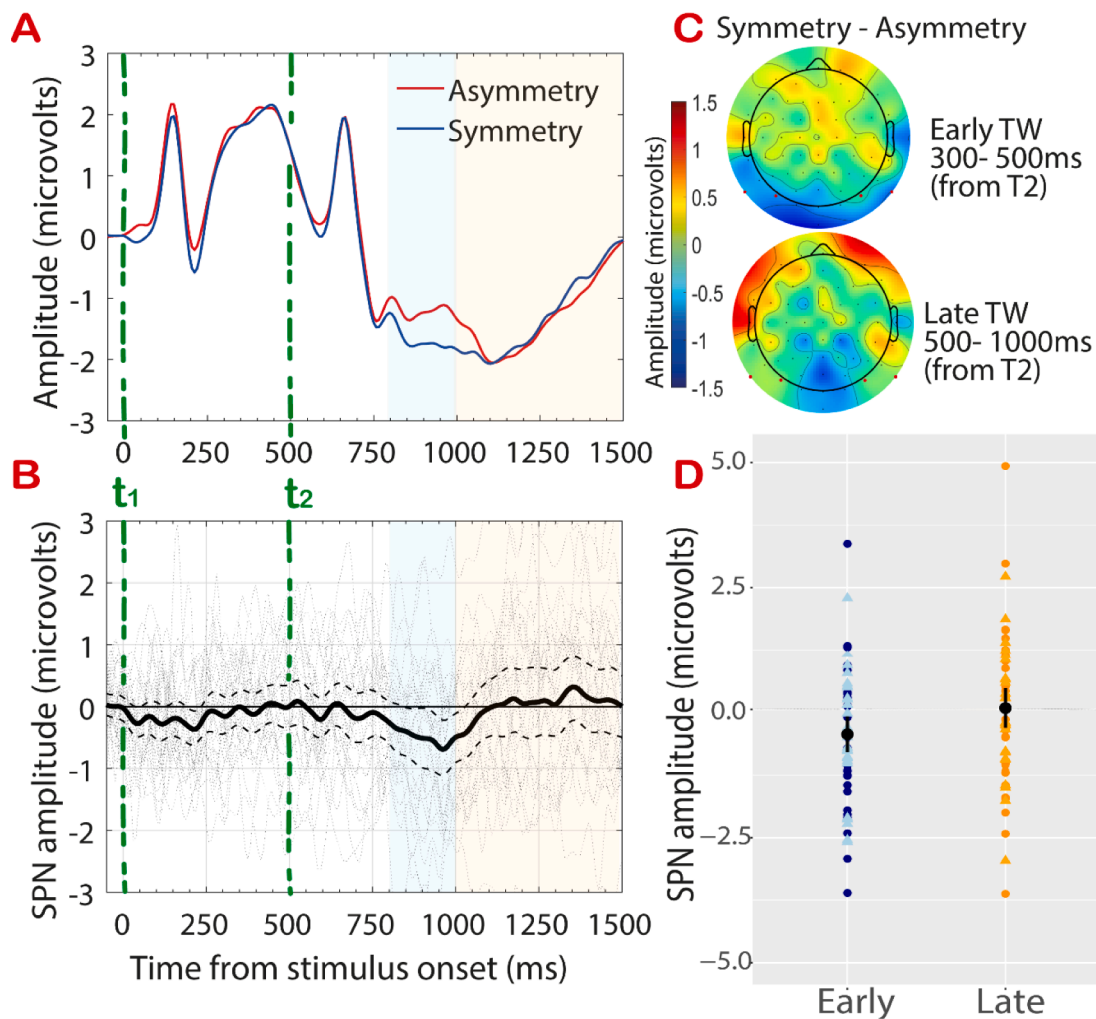 A
Amplitude (microvolts)
3
2
1
0
-1
-2
-3
0 250 500 750 1000 1250 1500
Asymmetry
Symmetry
B
t1
t2
SPN amplitude (microvolts)
3
2
1
0
-1
-2
-3
0 250 500 750 1000 1250 1500
Time from stimulus onset (ms)
C Symmetry - Asymmetry
Amplitude (microvolts)
1.5
1
0.5
0
-0.5
-1
-1.5
Early TW
300- 500ms
(from T2)
Late TW
500- 1000ms
(from T2)
D
SPN amplitude (microvolts)
5.0
2.5
0.0
−2.5
−5.0
Early Late